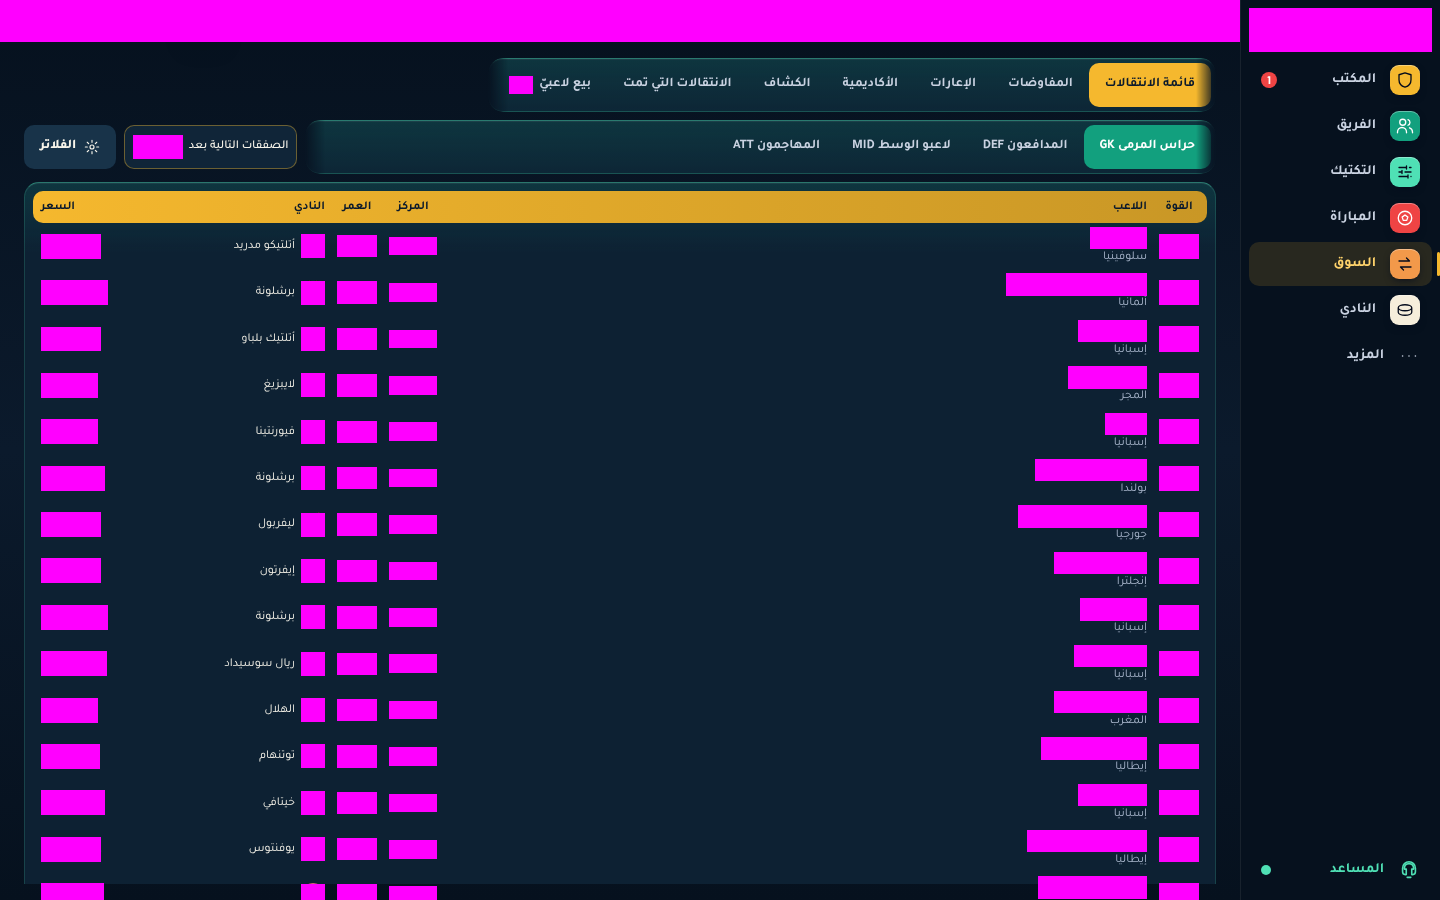 المكتب
1
الفريق
التكتيك
المباراة
السوق
النادي
المزيد
المساعد
قائمة الانتقالات
المفاوضات
الإعارات
الأكاديمية
الكشاف
الانتقالات التي تمت
بيع لاعبيّ
حراس المرمى GK
المدافعون DEF
لاعبو الوسط MID
المهاجمون ATT
الصفقات التالية بعد
الفلاتر
القوة اللاعب المركز العمر النادي السعر
سلوفينيا أتلتيكو مدريد
ألمانيا برشلونة
إسبانيا أتلتيك بلباو
المجر لايبزيغ
إسبانيا فيورنتينا
بولندا برشلونة
جورجيا ليفربول
إنجلترا إيفرتون
إسبانيا برشلونة
إسبانيا ريال سوسيداد
المغرب الهلال
إيطاليا توتنهام
إسبانيا خيتافي
إيطاليا يوفنتوس